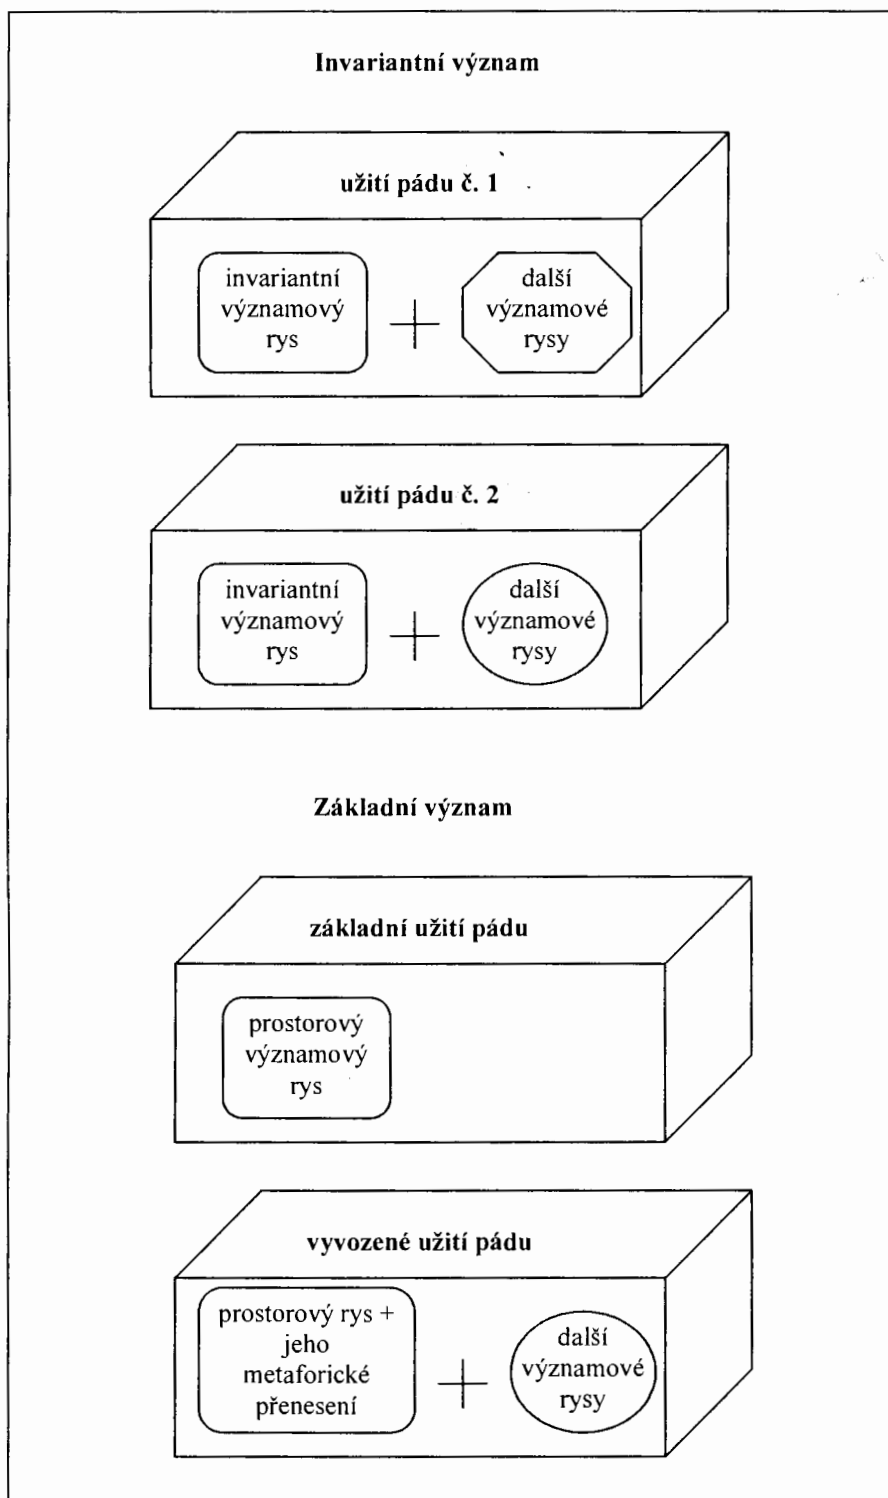 Invariantní význam
užití pádu č. 1
invariantní
významový
rys
další
významové
rysy
užití pádu č. 2
invariantní
významový
rys
další
významové
rysy
Základní význam
základní užití pádu
prostorový
významový
rys
vyvozené užití pádu
prostorový rys +
jeho
metaforické
přenesení
další
významové
rysy